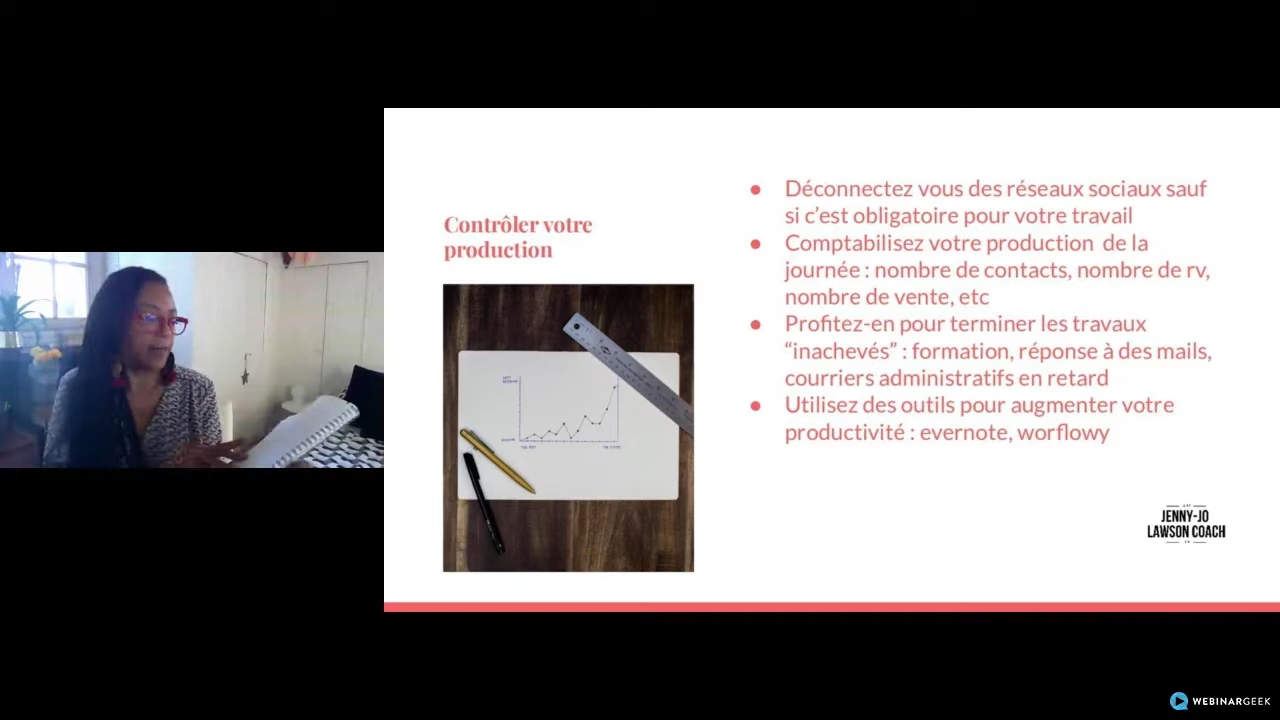 Contrôler votre
production
● Déconnectez vous des réseaux sociaux sauf
si c’est obligatoire pour votre travail
● Comptabilisez votre production  de la
journée : nombre de contacts, nombre de rv,
nombre de vente, etc
● Profitez-en pour terminer les travaux
“inachevés” : formation, réponse à des mails,
courriers administratifs en retard
● Utilisez des outils pour augmenter votre
productivité : evernote, worflowy
JENNY-JO
LAWSON COACH
WEBINARGEEK